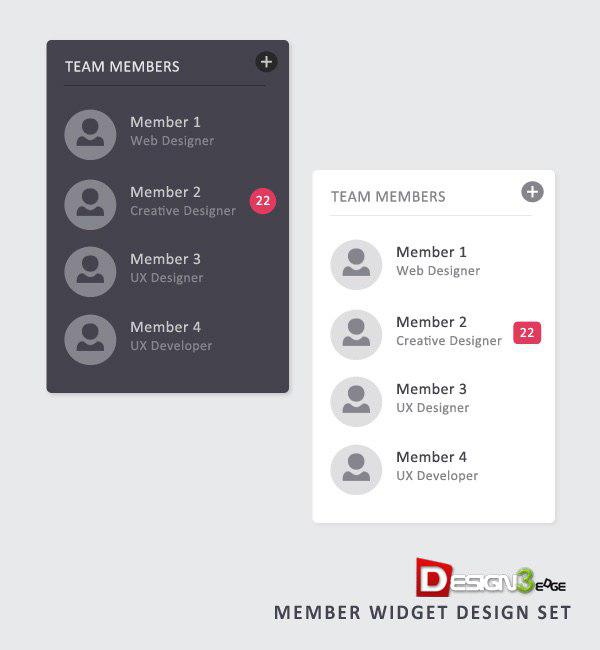 TEAM MEMBERS
Member 1
Web Designer
Member 2
Creative Designer
22
Member 3
UX Designer
Member 4
UX Developer
TEAM MEMBERS
Member 1
Web Designer
Member 2
Creative Designer
22
Member 3
UX Designer
Member 4
UX Developer
DESIGN3EDGE
MEMBER WIDGET DESIGN SET